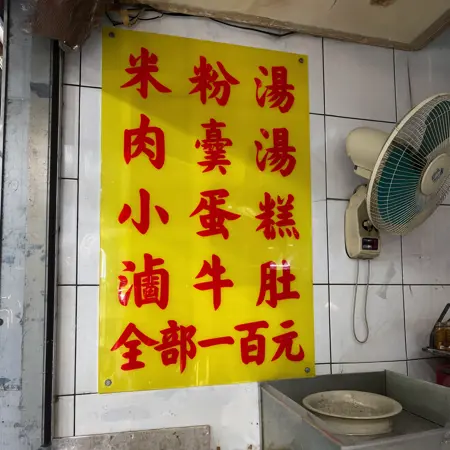 米粉湯
肉羹湯
小蛋糕
滷牛肚
全部一百元